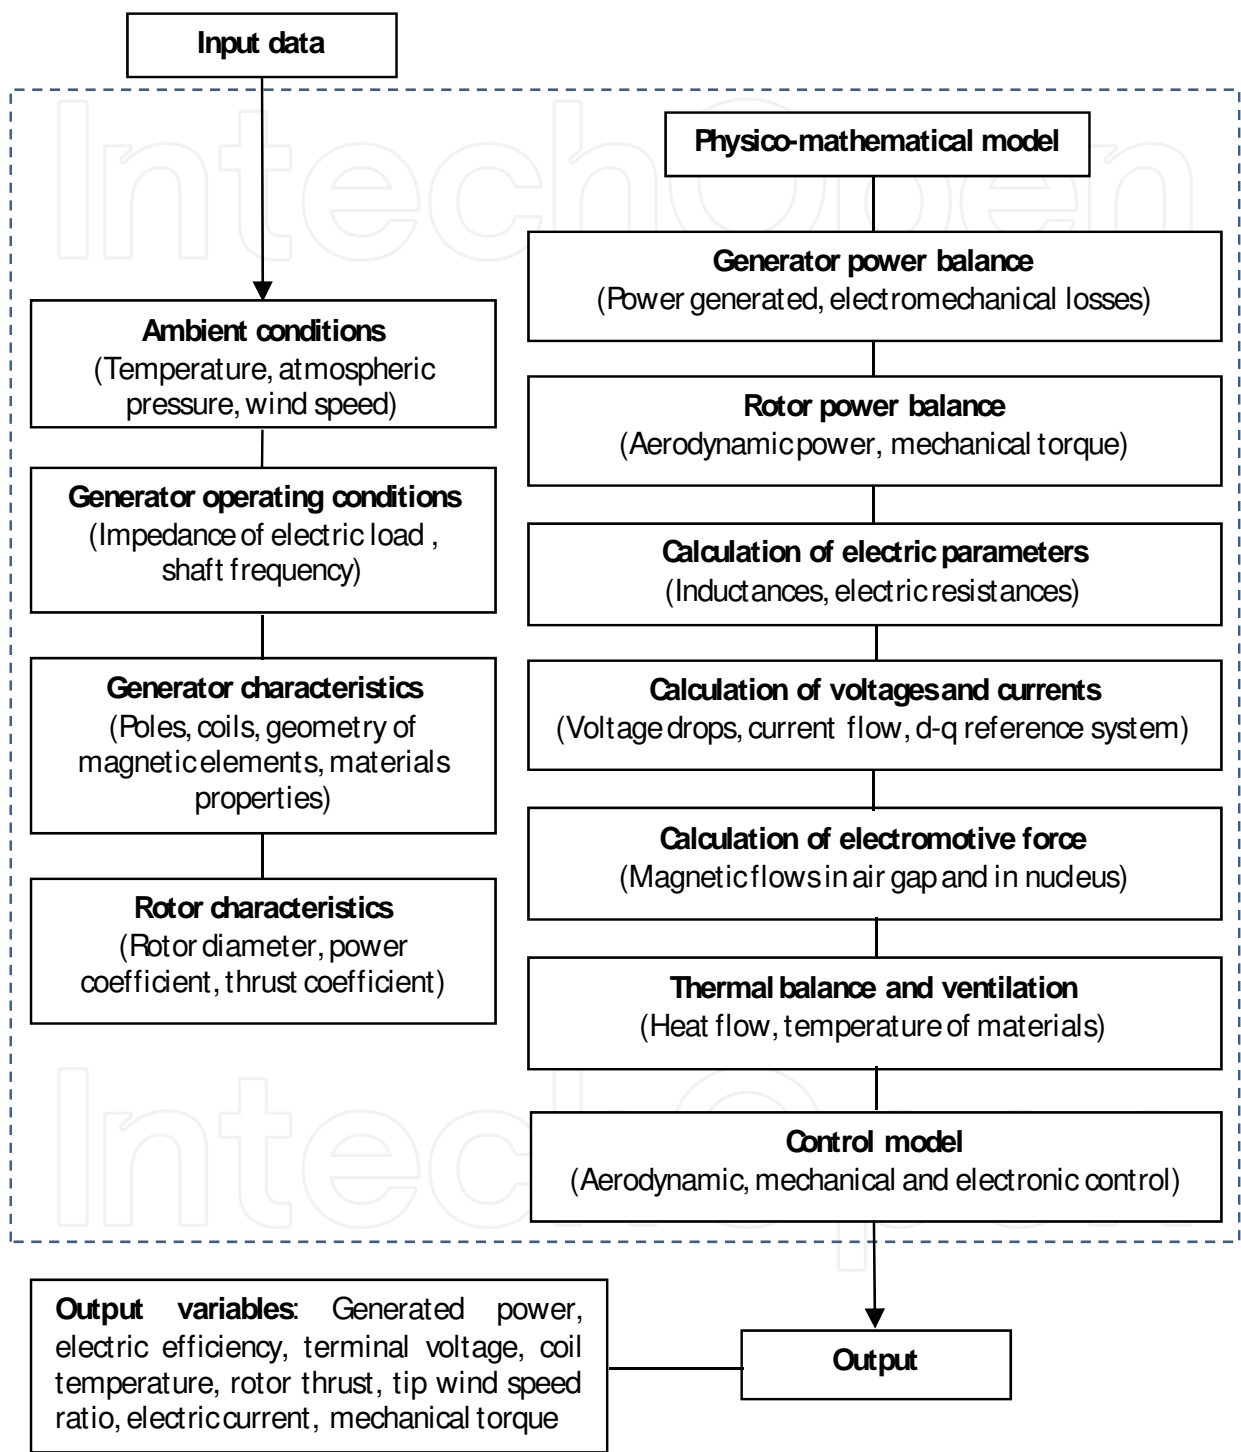 Input data
IntechOpen
Physico-mathematical model
Generator power balance
(Power generated, electromechanical losses)
Ambient conditions
(Temperature, atmospheric
pressure, wind speed)
Rotor power balance
(Aerodynamic power, mechanical torque)
Generator operating conditions
(Impedance of electric load ,
shaft frequency)
Calculation of electric parameters
(Inductances, electric resistances)
Generator characteristics
(Poles, coils, geometry of
magnetic elements, materials
properties)
Calculation of voltages and currents
(Voltage drops, current flow, d-q reference system)
Calculation of electromotive force
(Magnetic flows in air gap and in nucleus)
Rotor characteristics
(Rotor diameter, power
coefficient, thrust coefficient)
Thermal balance and ventilation
(Heat flow, temperature of materials)
IntechOpen
Control model
(Aerodynamic, mechanical and electronic control)
Output variables: Generated power,
electric efficiency, terminal voltage, coil
temperature, rotor thrust, tip wind speed
ratio, electric current, mechanical torque
Output